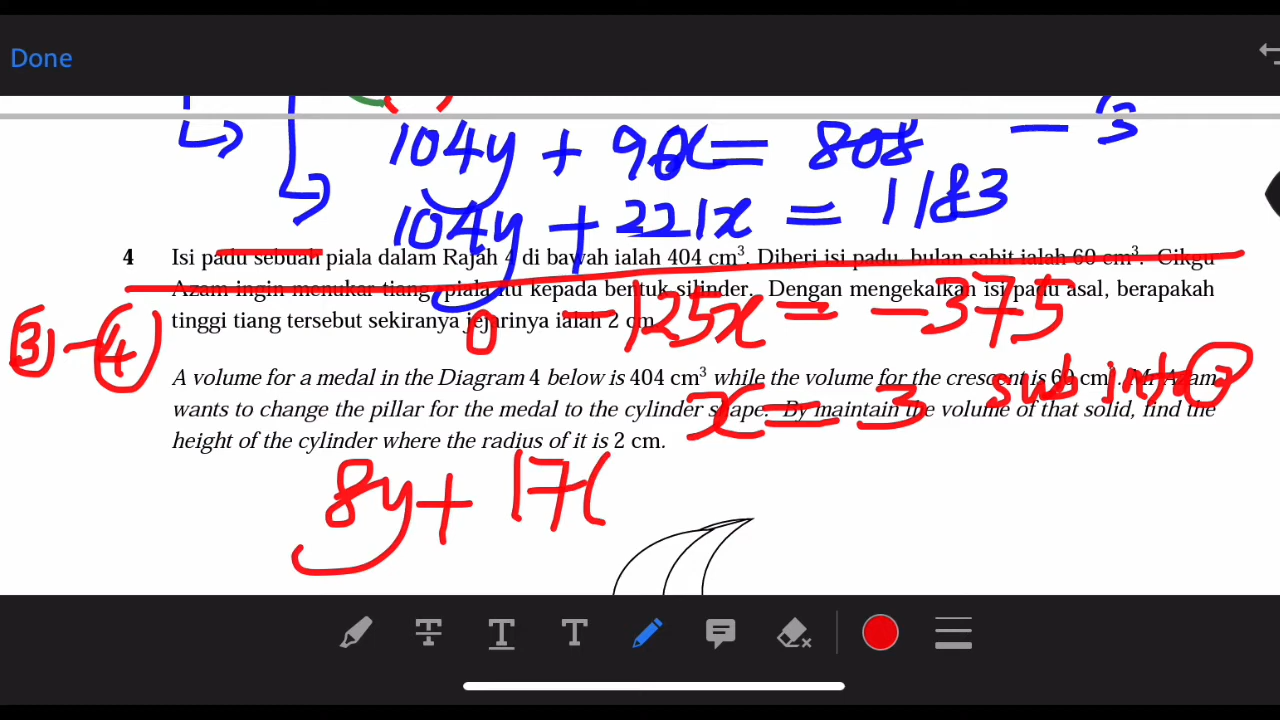 Done
104y + 96x = 808 — 3
104y + 221x = 1183
4 Isi padu sebuah piala dalam Rajah 4 di bawah ialah 404 cm³. Diberi isi padu bulan sabit ialah 60 cm³. Cikgu
Azam ingin menukar tiang piala itu kepada bentuk silinder. Dengan mengekalkan isi padu asal, berapakah
0 -125x = -375
tinggi tiang tersebut sekiranya jejarinya ialah 2 cm.
3 - 4
A volume for a medal in the Diagram 4 below is 404 cm³ while the volume for the crescent is 60 cm³. Mr Azam
x = 3 sub into 3
wants to change the pillar for the medal to the cylinder shape. By maintain the volume of that solid, find the
height of the cylinder where the radius of it is 2 cm.
8y + 17(
T T T